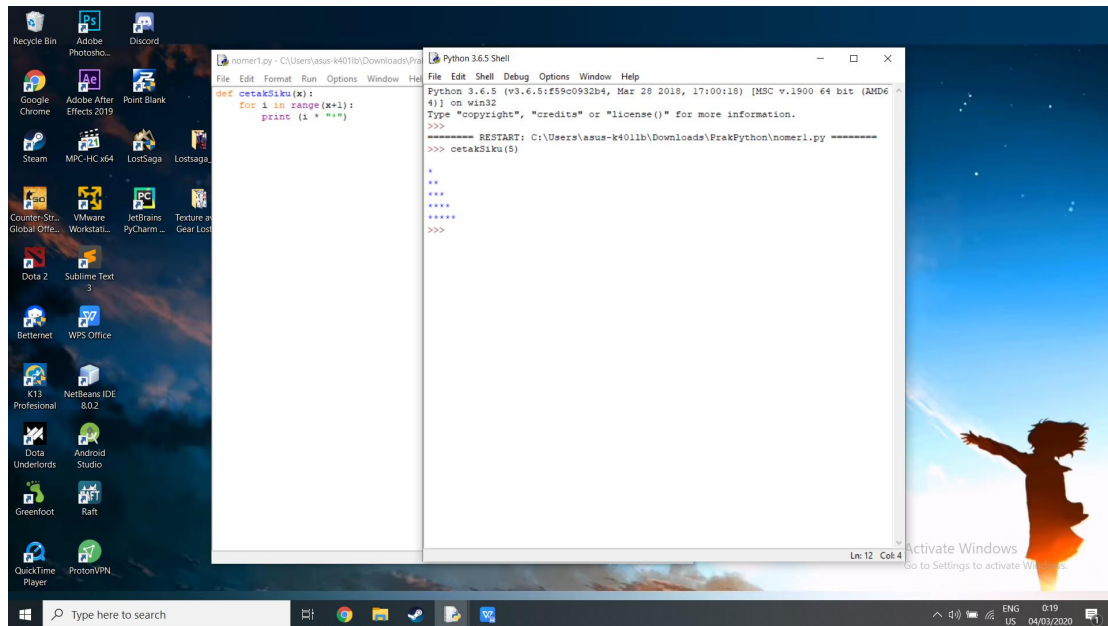 Recycle Bin
Adobe Photosho...
Discord
Google Chrome
Adobe After Effects 2019
Point Blank
Steam
MPC-HC x64
LostSaga
Lostsaga_
Counter-Str... Global Offe...
VMware Workstati...
JetBrains PyCharm ...
Texture a
Gear Lost
Dota 2
Sublime Text 3
Betternet
WPS Office
K13 Profesional
NetBeans IDE 8.0.2
Dota Underlords
Android Studio
Greenfoot
Raft
QuickTime Player
ProtonVPN
nomer1.py - C:\Users\asus-k401lb\Downloads\Pra
File Edit Format Run Options Window Hel
def cetakSiku(x):
    for i in range(x+1):
        print (i * "*")
Python 3.6.5 Shell
File Edit Shell Debug Options Window Help
Python 3.6.5 (v3.6.5:f59c0932b4, Mar 28 2018, 17:00:18) [MSC v.1900 64 bit (AMD6
4)] on win32
Type "copyright", "credits" or "license()" for more information.
>>>
======== RESTART: C:\Users\asus-k401lb\Downloads\PrakPython\nomer1.py ========
>>> cetakSiku(5)

*
**
***
****
*****
>>>
Ln: 12 Col: 4
Activate Windows
Go to Settings to activate Windows.
Type here to search
ENG
US
0:19
04/03/2020